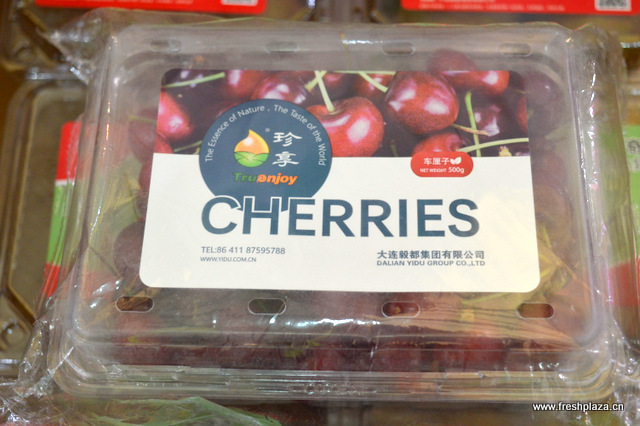 The Essence of Nature . The Taste of the World
珍享
Truenjoy
车厘子
NET WEIGHT 500g
CHERRIES
TEL:86 411 87595788
WWW.YIDU.COM.CN
大连毅都集团有限公司
DALIAN YIDU GROUP CO.,LTD
www.freshplaza.cn